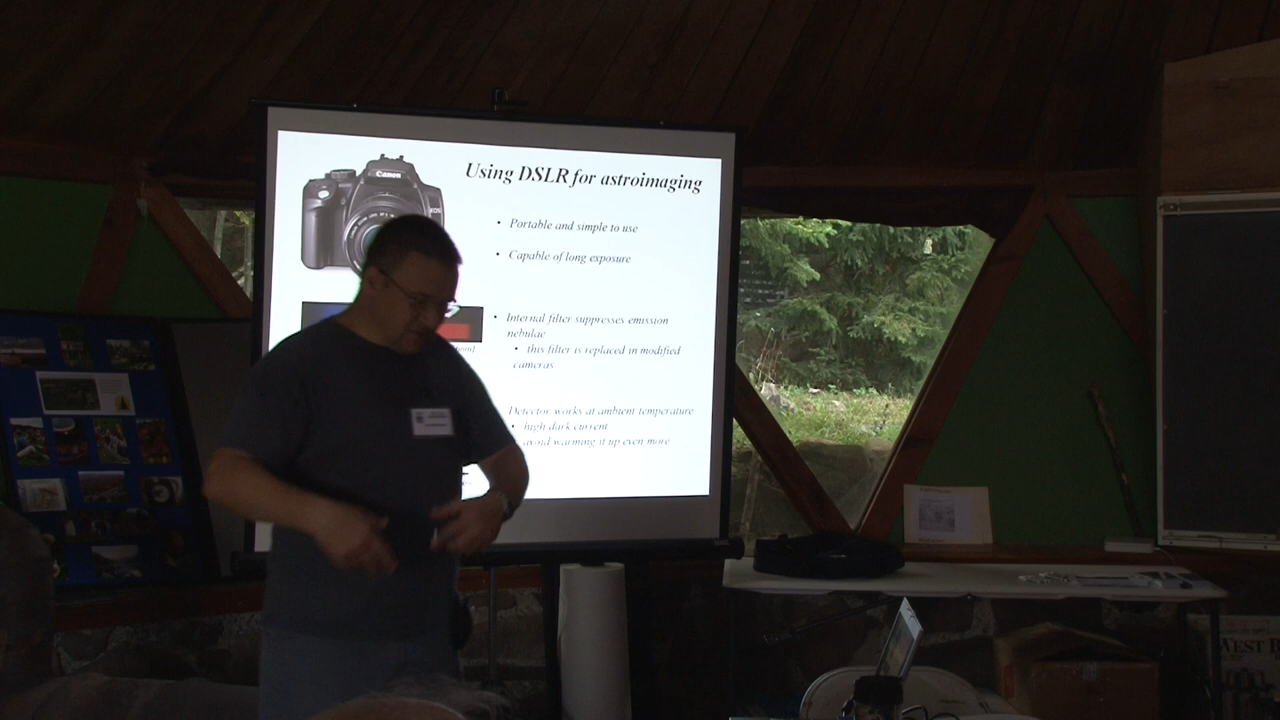 Canon
EOS
Using DSLR for astroimaging
• Portable and simple to use
• Capable of long exposure
• Internal filter suppresses emission
nebulae
• this filter is replaced in modified
cameras
Detector works at ambient temperature
• high dark current
avoid warming it up even more
WEST